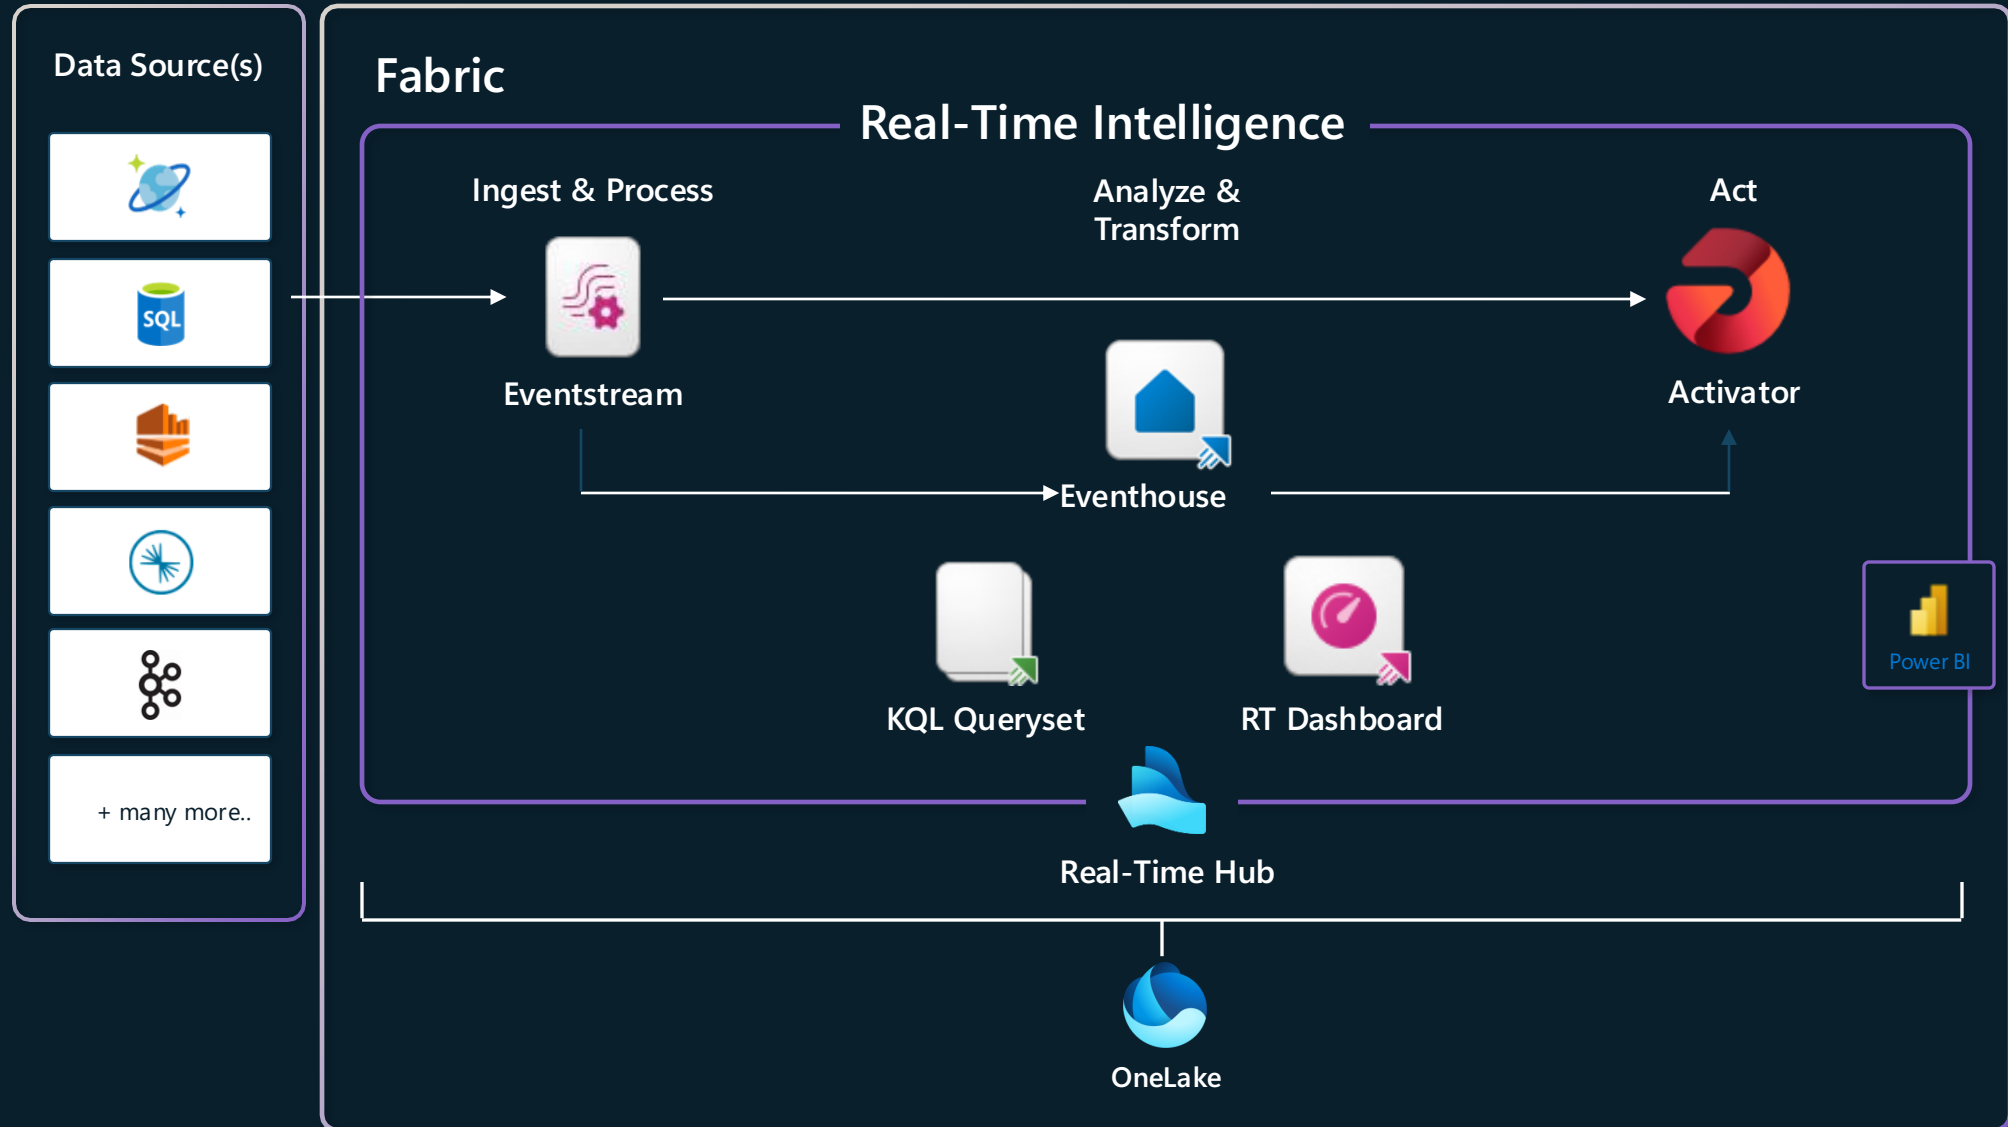 Data Source(s)
SQL
+ many more..
Fabric
Real-Time Intelligence
Ingest & Process
Eventstream
Analyze &
Transform
Eventhouse
KQL Queryset
RT Dashboard
Act
Activator
Power BI
Real-Time Hub
OneLake